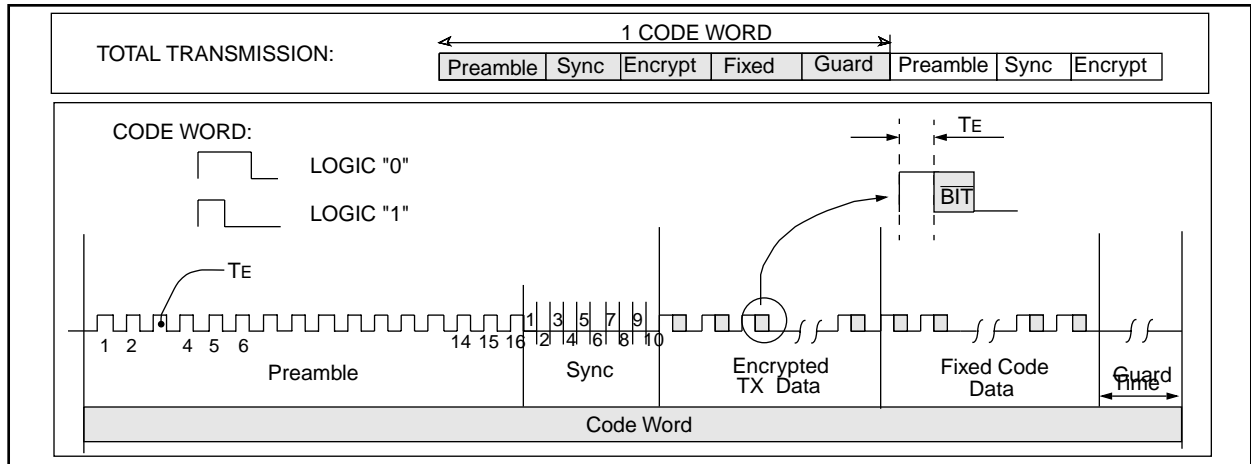 1 CODE WORD
TOTAL TRANSMISSION:
Preamble Sync Encrypt Fixed Guard Preamble Sync Encrypt
CODE WORD:
LOGIC "0"
LOGIC "1"
TE
BIT
TE
1 2 4 5 6 14 15 16
1 3 5 7 9
2 4 6 8 10
Preamble
Sync
Encrypted
TX Data
Fixed Code
Data
Guard
Time
Code Word